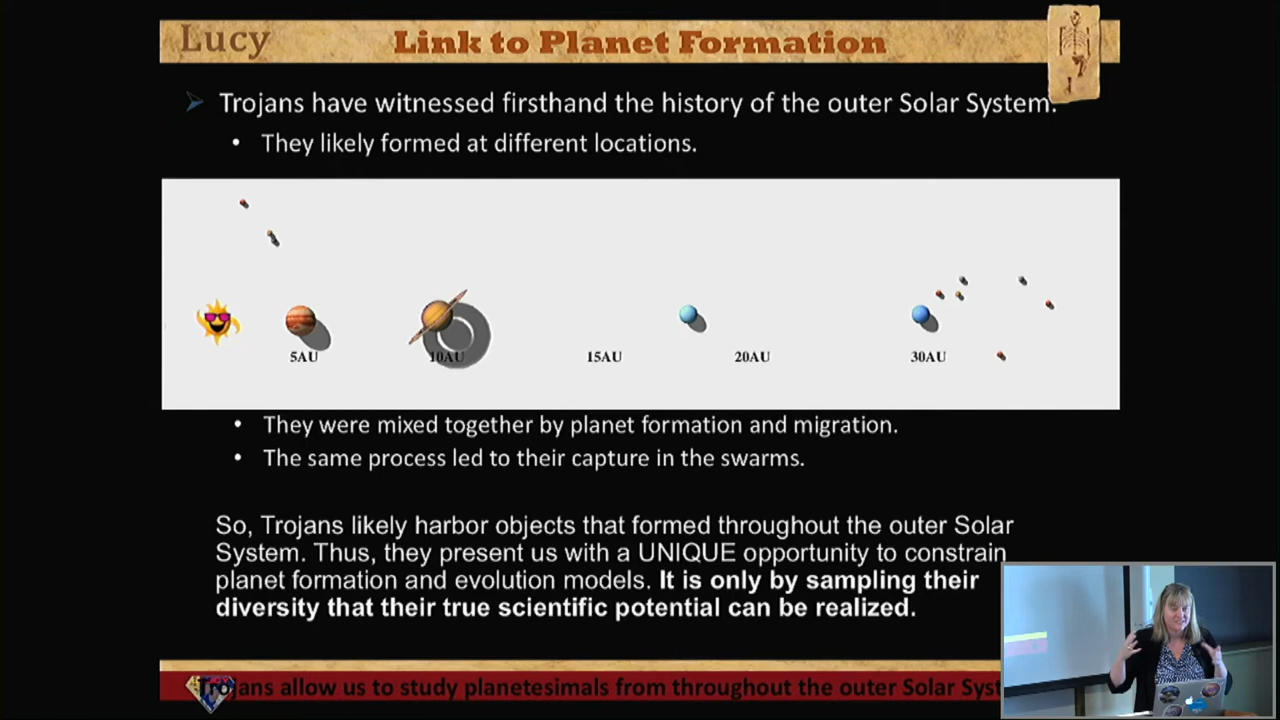 Lucy
Link to Planet Formation
Trojans have witnessed firsthand the history of the outer Solar System.
• They likely formed at different locations.
5AU 10AU 15AU 20AU 30AU
• They were mixed together by planet formation and migration.
• The same process led to their capture in the swarms.
So, Trojans likely harbor objects that formed throughout the outer Solar
System. Thus, they present us with a UNIQUE opportunity to constrain
planet formation and evolution models. It is only by sampling their
diversity that their true scientific potential can be realized.
Trojans allow us to study planetesimals from throughout the outer Solar Syst